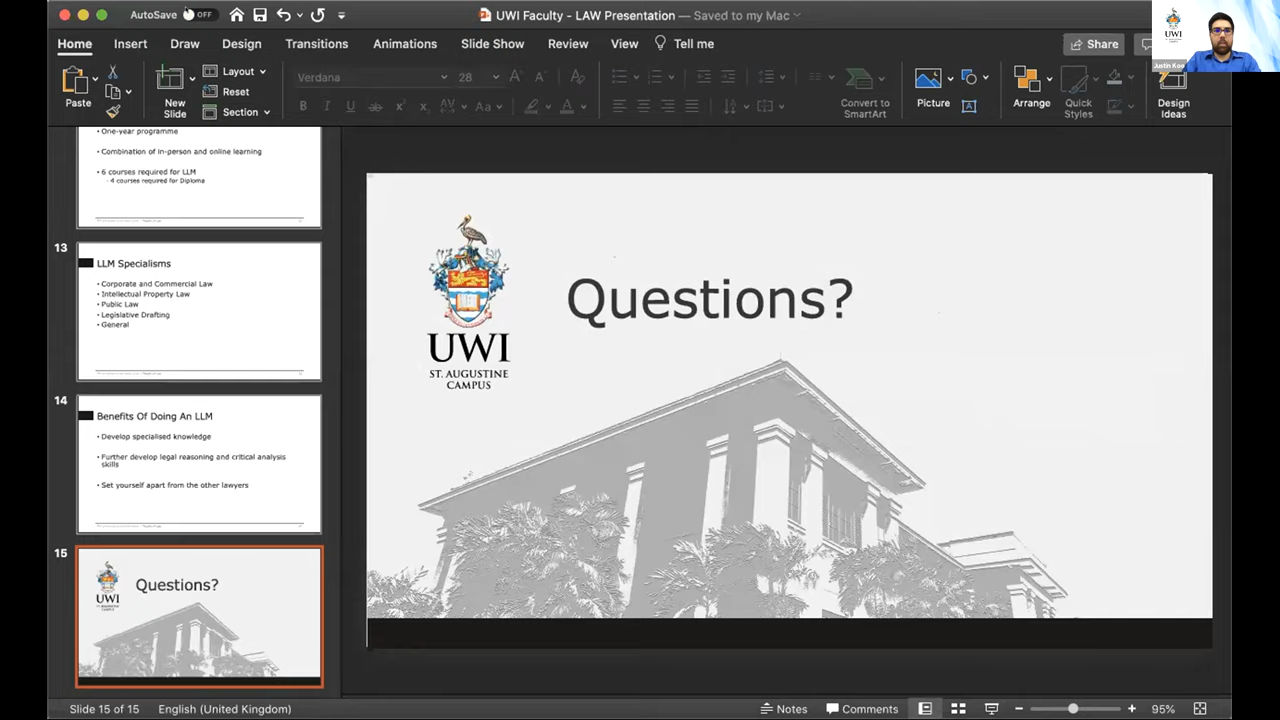 AutoSave OFF
UWI Faculty - LAW Presentation — Saved to my Mac
Home Insert Draw Design Transitions Animations Slide Show Review View Tell me Share
Paste
New Slide
Layout
Reset
Section
Verdana 28
Convert to SmartArt
Picture
Arrange
Quick Styles
Design Ideas
UWI
Justin Koo
• One-year programme
• Combination of in-person and online learning
• 6 courses required for LLM
- 4 courses required for Diploma
13
LLM Specialisms
• Corporate and Commercial Law
• Intellectual Property Law
• Public Law
• Legislative Drafting
• General
14
Benefits Of Doing An LLM
• Develop specialised knowledge
• Further develop legal reasoning and critical analysis
skills
• Set yourself apart from the other lawyers
15
UWI
Questions?
Questions?
UWI
ST. AUGUSTINE
CAMPUS
Slide 15 of 15 English (United Kingdom) Notes Comments 95%